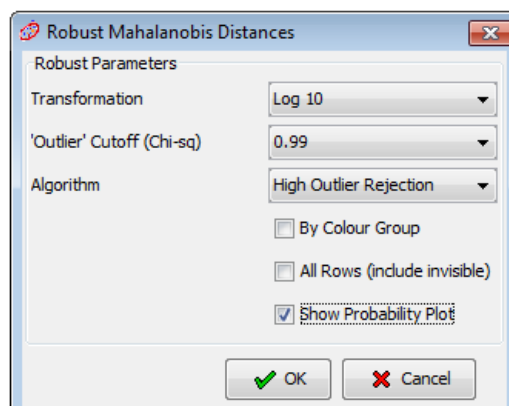 Robust Mahalanobis Distances
Robust Parameters
Transformation Log 10
'Outlier' Cutoff (Chi-sq) 0.99
Algorithm High Outlier Rejection
By Colour Group
All Rows (include invisible)
Show Probability Plot
OK Cancel